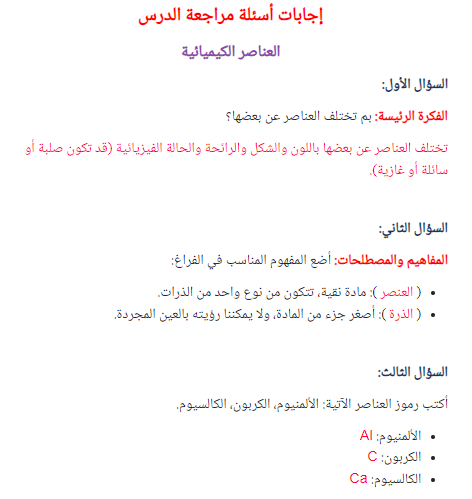 إجابات أسئلة مراجعة الدرس
العناصر الكيميائية
السؤال الأول:
الفكرة الرئيسة: بم تختلف العناصر عن بعضها؟
تختلف العناصر عن بعضها باللون والشكل والرائحة والحالة الفيزيائية (قد تكون صلبة أو
سائلة أو غازية).
السؤال الثاني:
المفاهيم والمصطلحات: أضع المفهوم المناسب في الفراغ:
• ( العنصر ): مادة نقية، تتكون من نوع واحد من الذرات.
• ( الذرة ): أصغر جزء من المادة، ولا يمكننا رؤيته بالعين المجردة.
السؤال الثالث:
أكتب رموز العناصر الآتية: الألمنيوم، الكربون، الكالسيوم.
• الألمنيوم: Al
• الكربون: C
• الكالسيوم: Ca